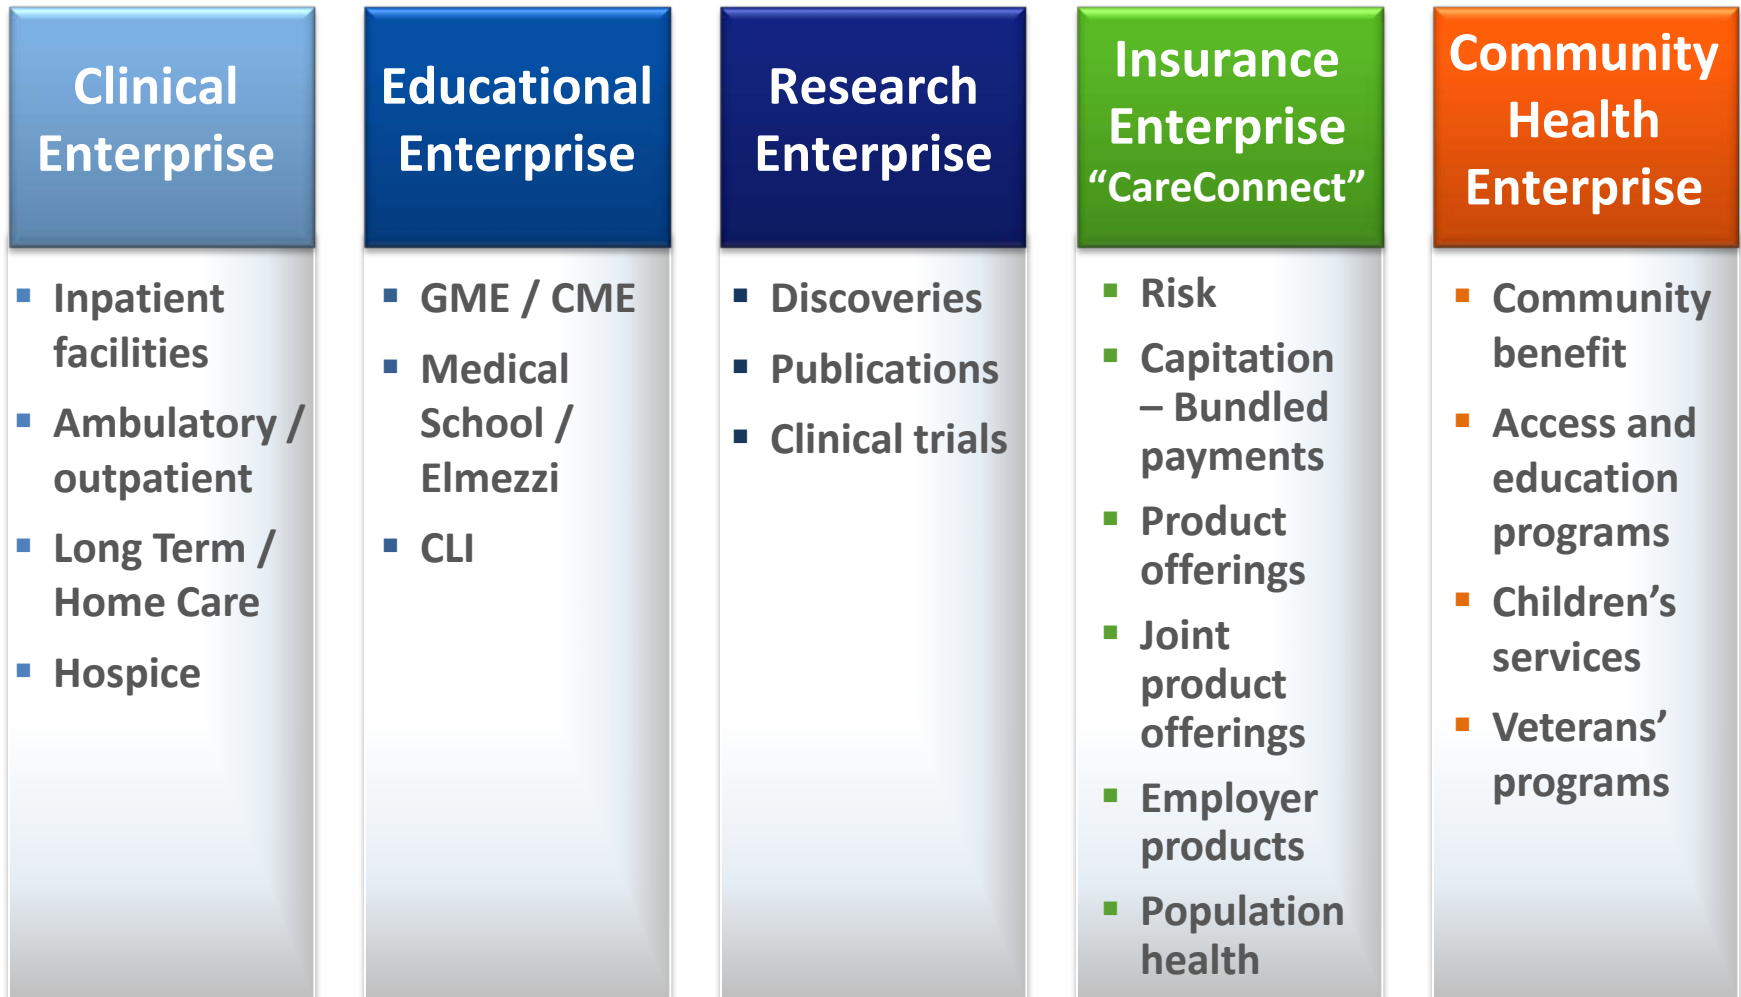 Clinical
Enterprise
▪ Inpatient
facilities
▪ Ambulatory /
outpatient
▪ Long Term /
Home Care
▪ Hospice
Educational
Enterprise
▪ GME / CME
▪ Medical
School /
Elmezzi
▪ CLI
Research
Enterprise
▪ Discoveries
▪ Publications
▪ Clinical trials
Insurance
Enterprise
“CareConnect”
▪ Risk
▪ Capitation
– Bundled
payments
▪ Product
offerings
▪ Joint
product
offerings
▪ Employer
products
▪ Population
health
Community
Health
Enterprise
▪ Community
benefit
▪ Access and
education
programs
▪ Children’s
services
▪ Veterans’
programs